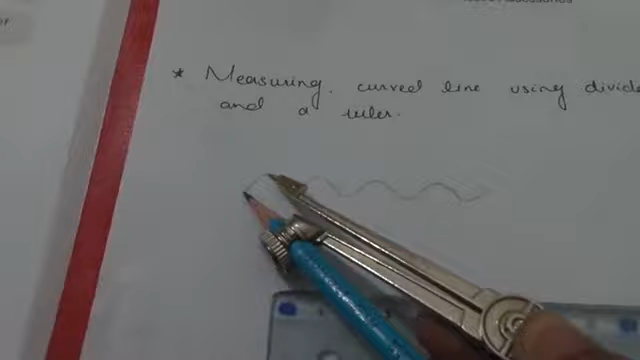 * Measuring curved line using divide
and a ruler.